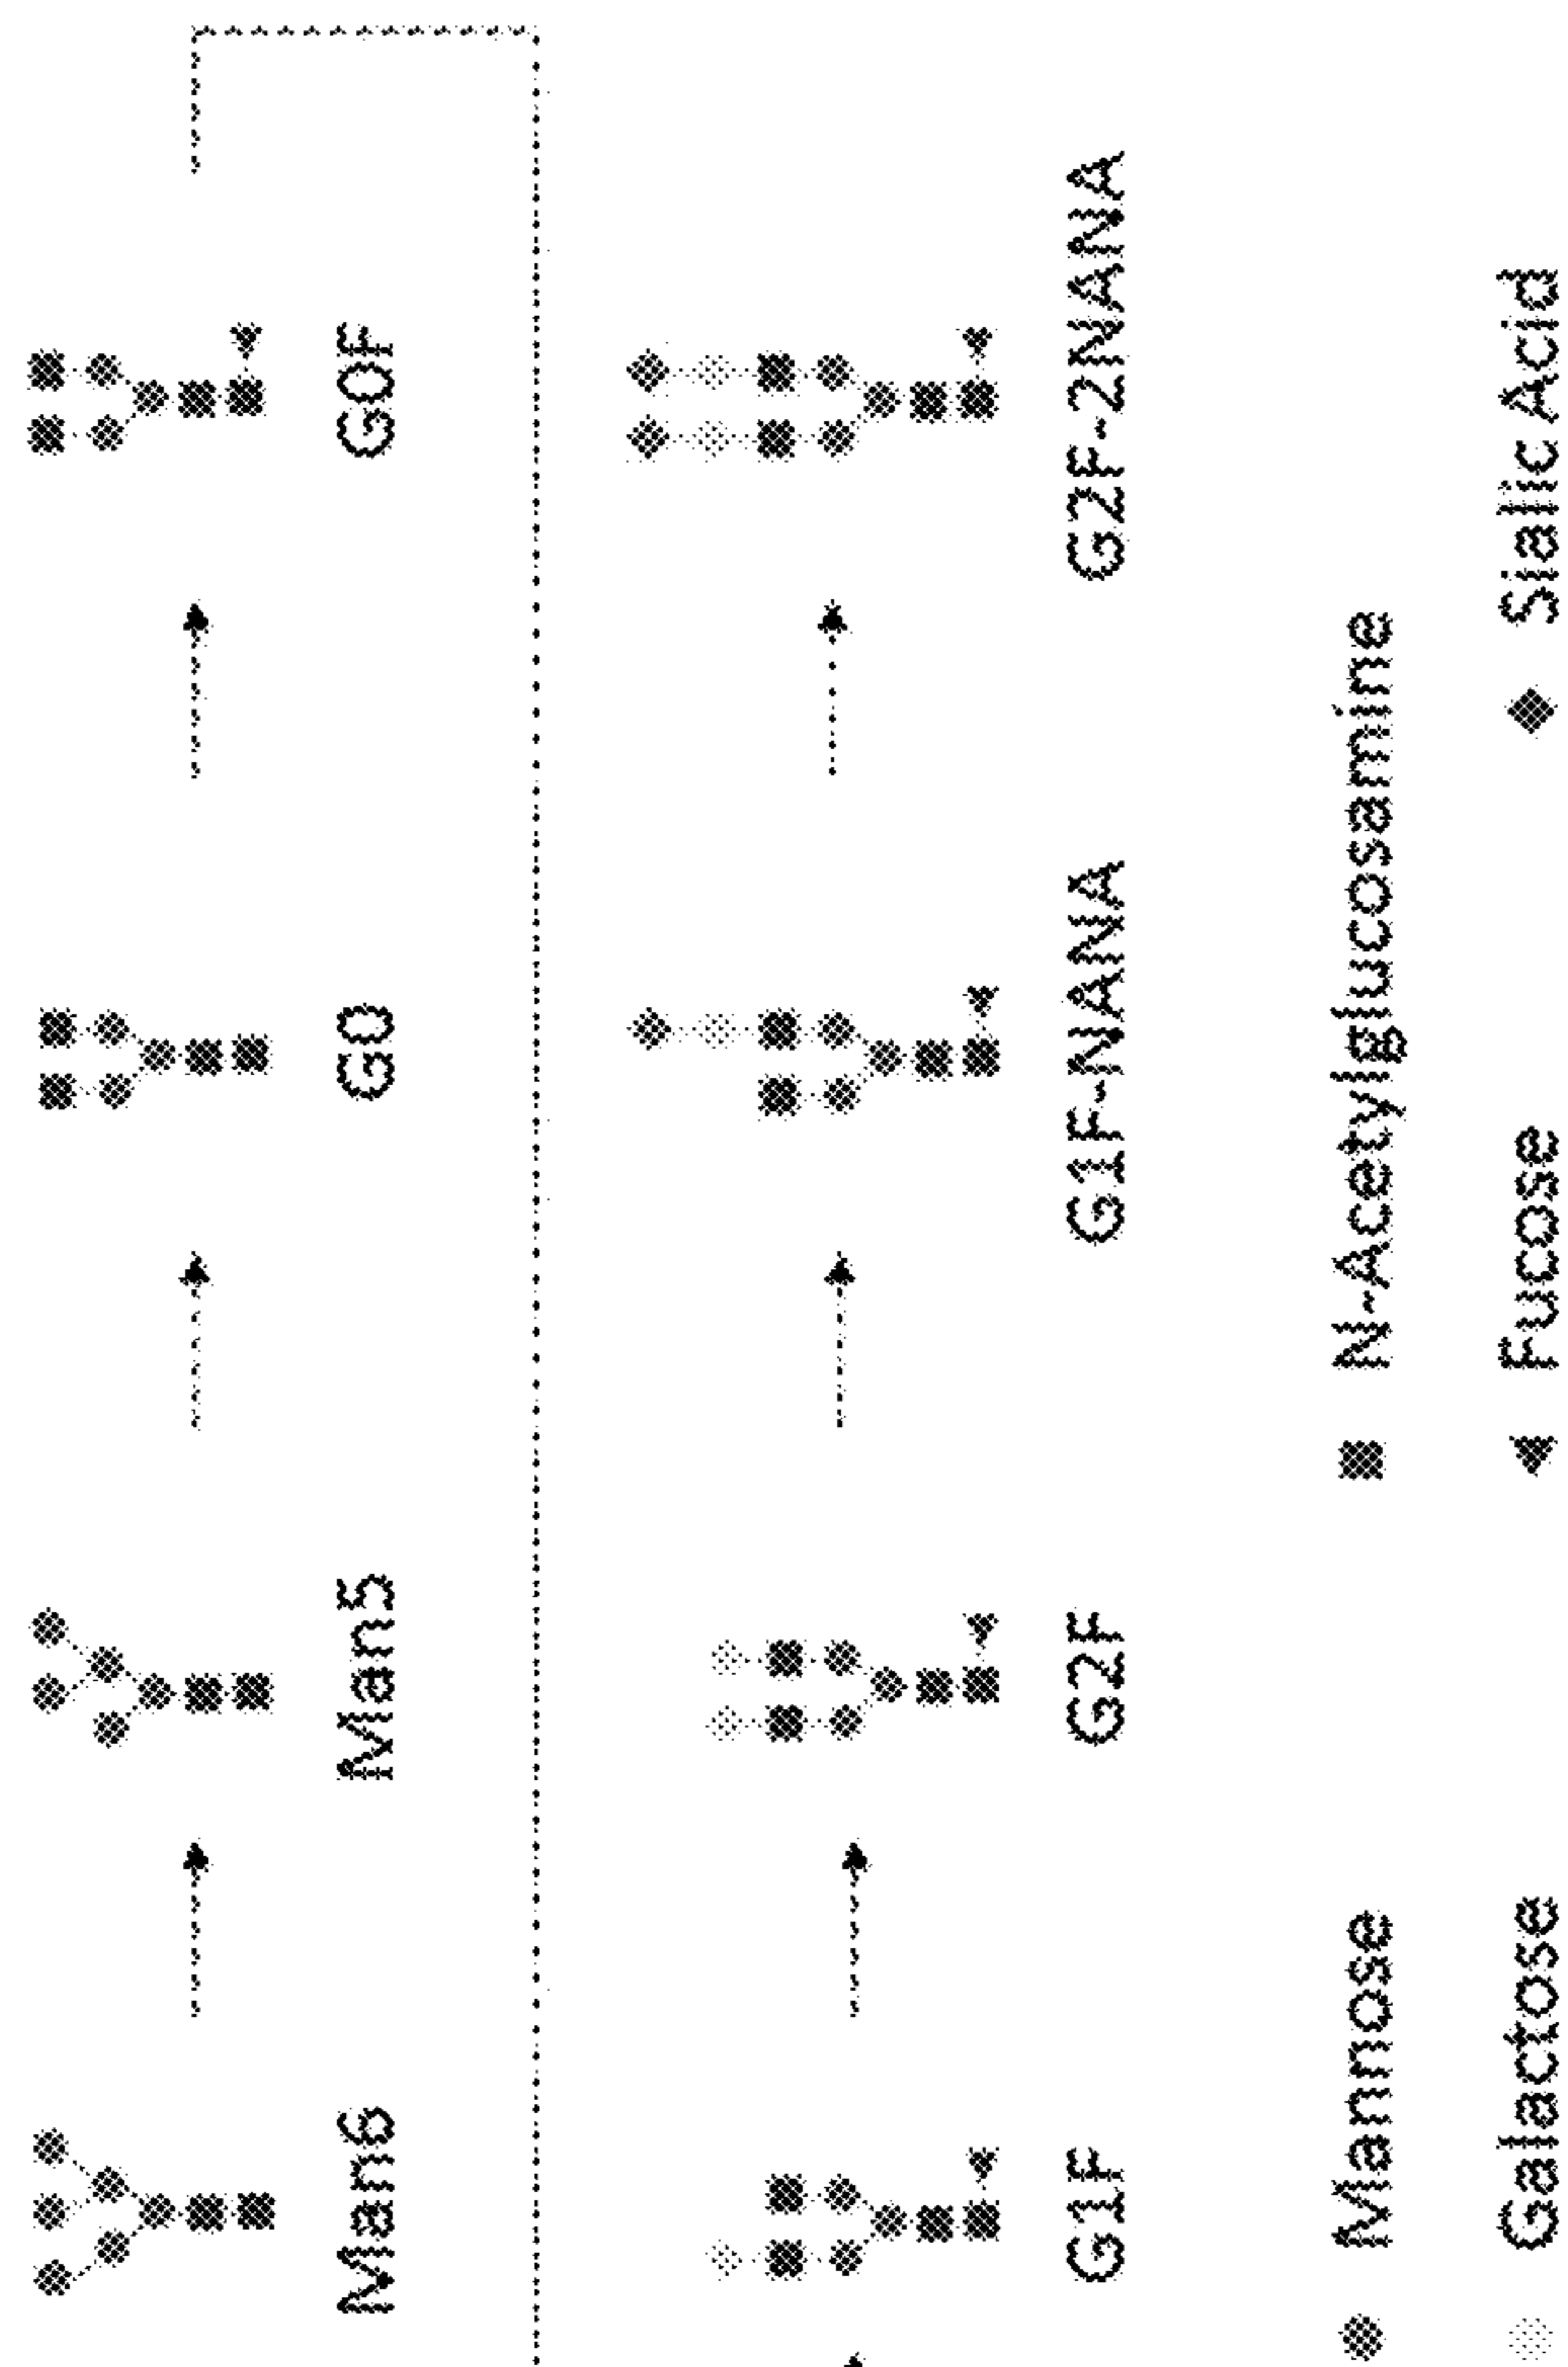 Man6 Man5 G0 G0F
G1F G2F G1F-NANA G2F-2NANA
Mannose N-Acetylglucosamine
Galactose Fucose Sialic Acid